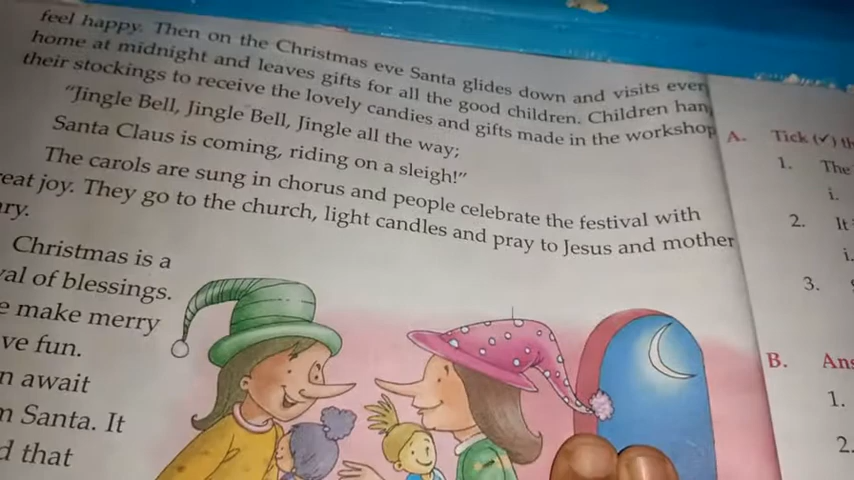 feel happy. Then on the Christmas eve Santa glides down and visits ever
home at midnight and leaves gifts for all the good children. Children han
their stockings to receive the lovely candies and gifts made in the workshop
"Jingle Bell, Jingle Bell, Jingle all the way;
Santa Claus is coming, riding on a sleigh!"
The carols are sung in chorus and people celebrate the festival with
eat joy. They go to the church, light candles and pray to Jesus and mother
ry.
Christmas is a
val of blessings.
e make merry
ve fun.
n await
m Santa. It
d that
A. Tick (✓) th
1. The
i.
2. It
i.
3.
B. Ans
1.
2.